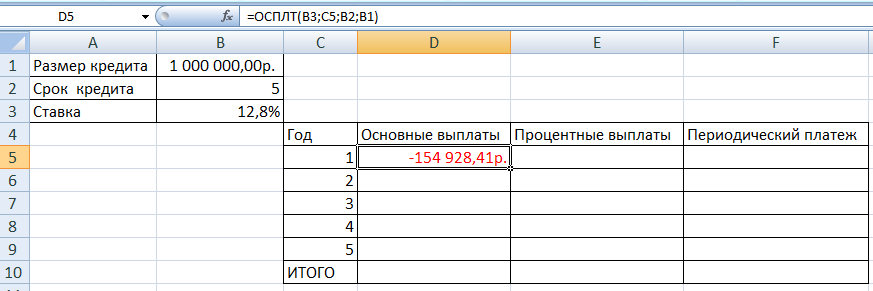 D5 fx =ОСПЛТ(B3;C5;B2;B1)
A B C D E F
1 Размер кредита 1 000 000,00р.
2 Срок кредита 5
3 Ставка 12,8%
4 Год Основные выплаты Процентные выплаты Периодический платеж
5 1 -154 928,41р.
6 2
7 3
8 4
9 5
10 ИТОГО